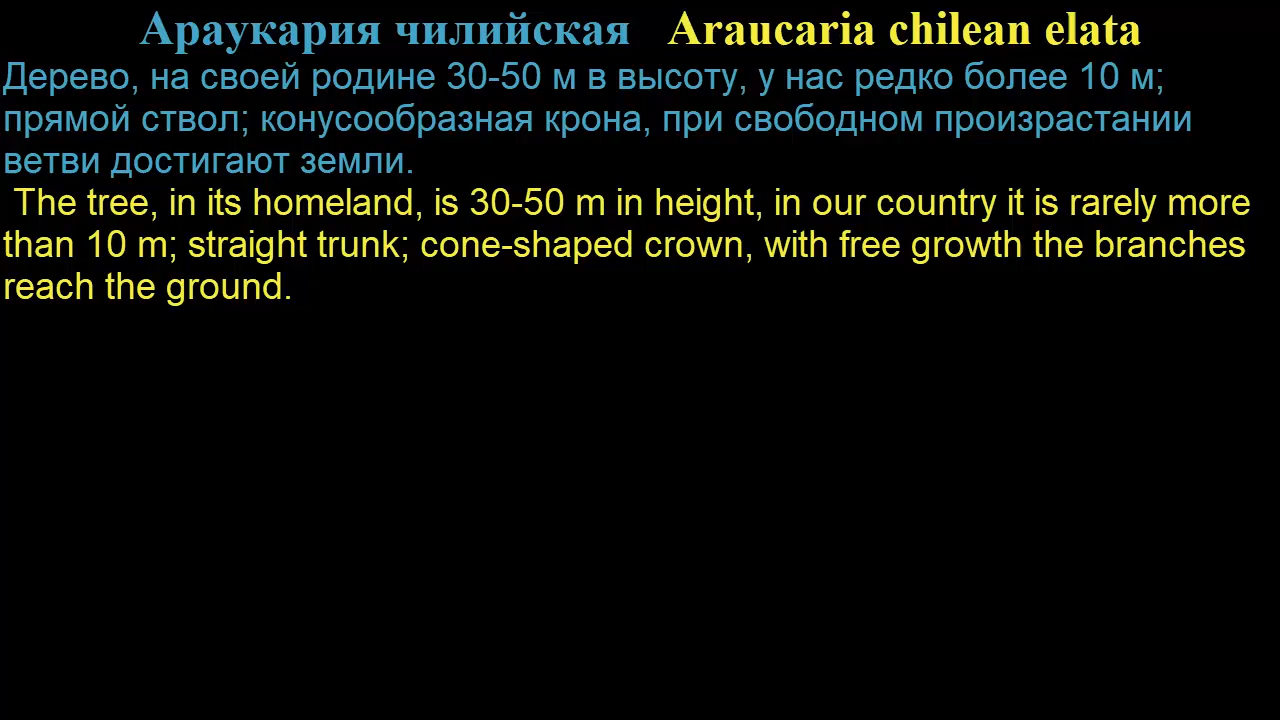 Араукария чилийская Araucaria chilean elata
Дерево, на своей родине 30-50 м в высоту, у нас редко более 10 м;
прямой ствол; конусообразная крона, при свободном произрастании
ветви достигают земли.
The tree, in its homeland, is 30-50 m in height, in our country it is rarely more
than 10 m; straight trunk; cone-shaped crown, with free growth the branches
reach the ground.